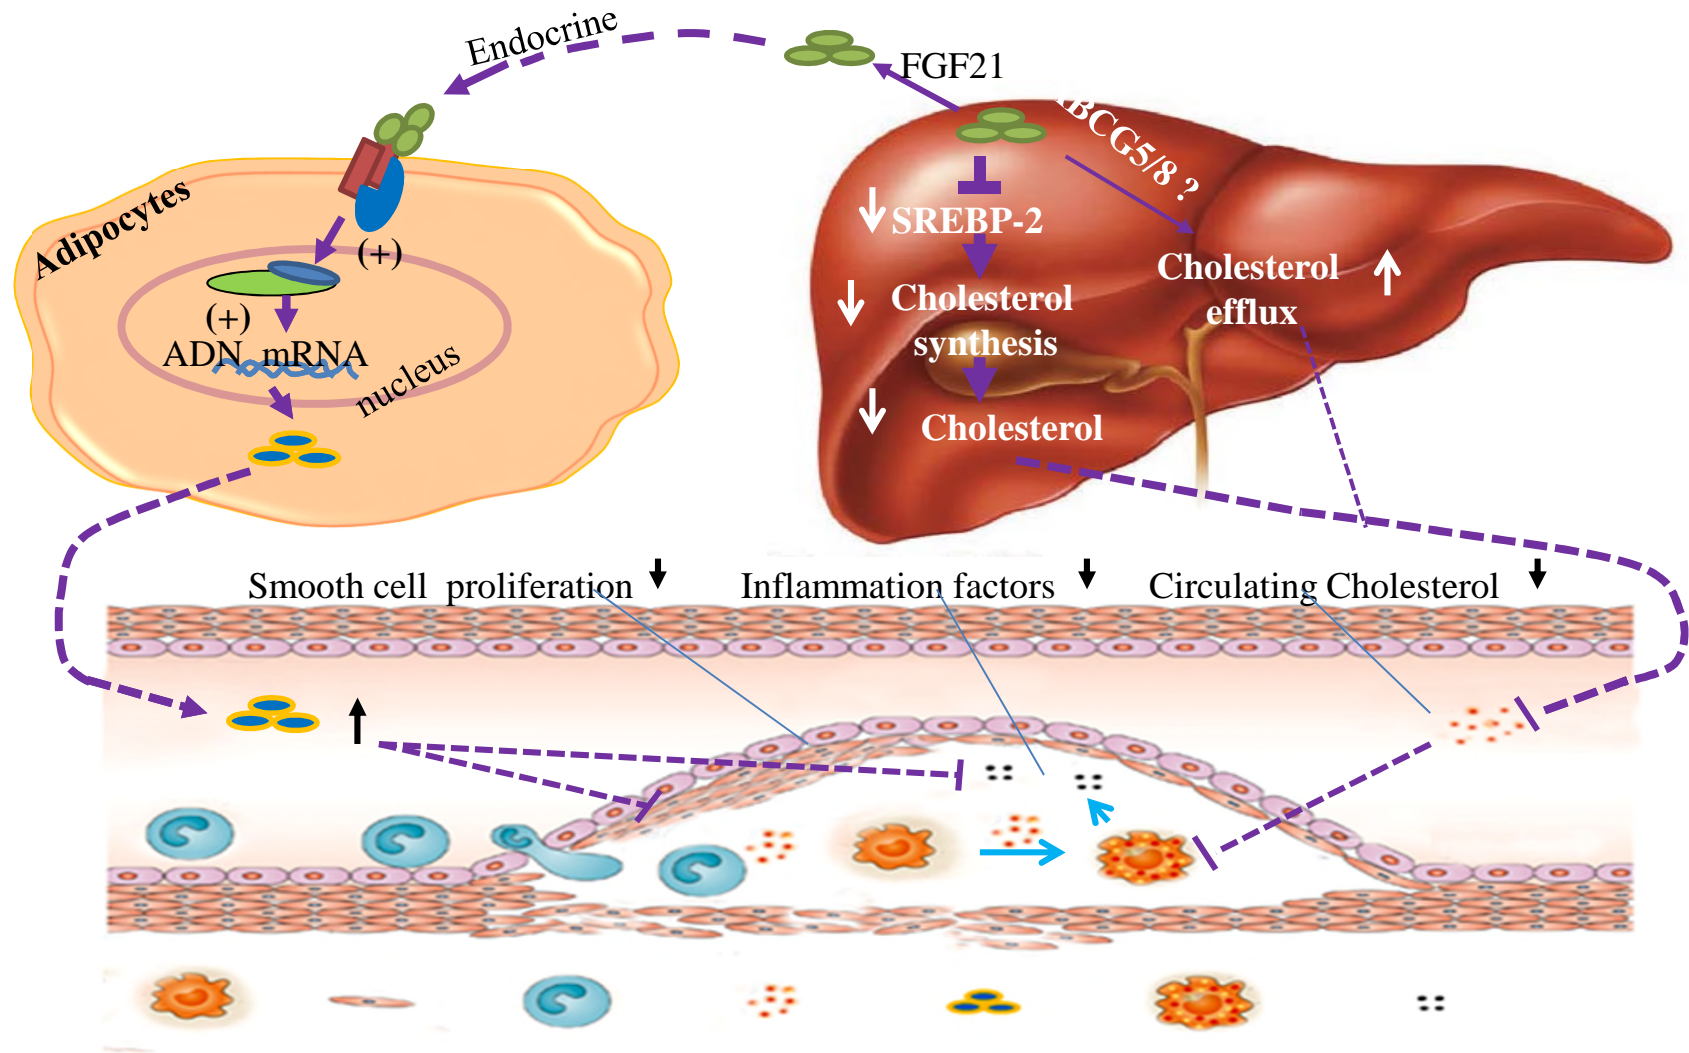 Endocrine
FGF21
ABCG5/8 ?
Adipocytes
(+)
SREBP-2
Cholesterol
efflux
(+)
Cholesterol
synthesis
ADN mRNA
nucleus
Cholesterol
Smooth cell proliferation
Inflammation factors
Circulating Cholesterol